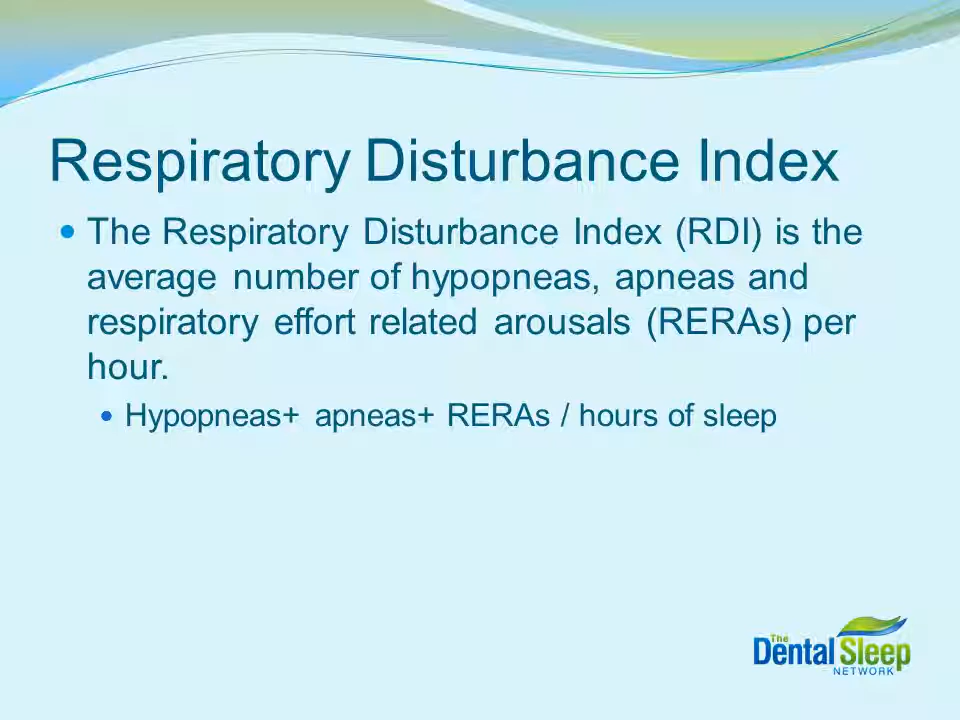 Respiratory Disturbance Index
• The Respiratory Disturbance Index (RDI) is the
average number of hypopneas, apneas and
respiratory effort related arousals (RERAs) per
hour.
• Hypopneas+ apneas+ RERAs / hours of sleep
The
Dental Sleep
NETWORK